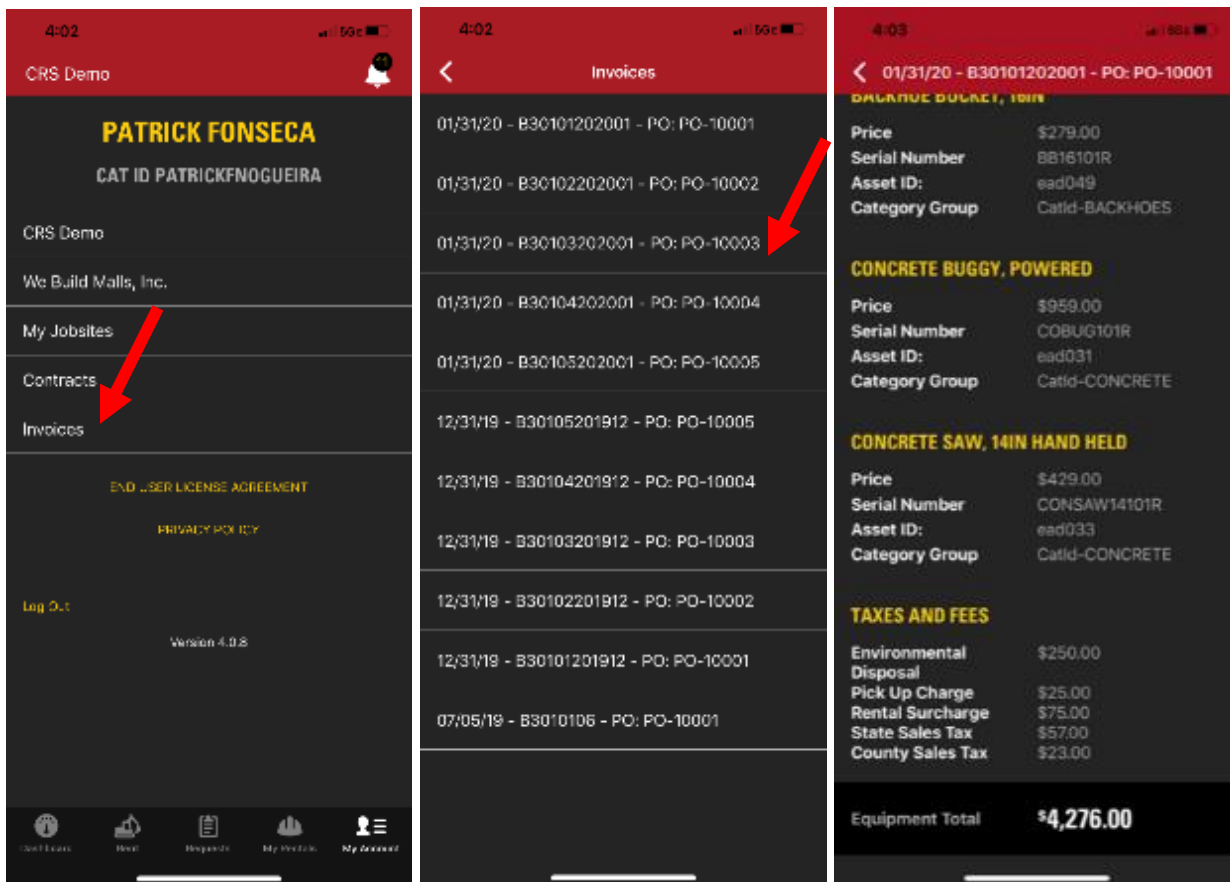 4:02
5G
CRS Demo
PATRICK FONSECA
CAT ID PATRICKFNOGUEIRA
CRS Demo
We Build Malls, Inc.
My Jobsites
Contracts
Invoices
END USER LICENSE AGREEMENT
PRIVACY POLICY
Log Out
Version 4.0.8
Dashboard
Rent
Requests
My Rentals
My Account
4:02
5G
Invoices
01/31/20 - B30101202001 - PO: PO-10001
01/31/20 - B30102202001 - PO: PO-10002
01/31/20 - B30103202001 - PO: PO-10003
01/31/20 - B30104202001 - PO: PO-10004
01/31/20 - B30105202001 - PO: PO-10005
12/31/19 - B30105201912 - PO: PO-10005
12/31/19 - B30104201912 - PO: PO-10004
12/31/19 - B30103201912 - PO: PO-10003
12/31/19 - B30102201912 - PO: PO-10002
12/31/19 - B30101201912 - PO: PO-10001
07/05/19 - B3010106 - PO: PO-10001
4:03
01/31/20 - B30101202001 - PO: PO-10001
BACKHOE BUCKET, 16IN
Price $279.00
Serial Number BB16101R
Asset ID: ead049
Category Group CatId-BACKHOES
CONCRETE BUGGY, POWERED
Price $959.00
Serial Number COBUG101R
Asset ID: ead031
Category Group CatId-CONCRETE
CONCRETE SAW, 14IN HAND HELD
Price $429.00
Serial Number CONSAW14101R
Asset ID: ead033
Category Group CatId-CONCRETE
TAXES AND FEES
Environmental $250.00
Disposal
Pick Up Charge $25.00
Rental Surcharge $75.00
State Sales Tax $57.00
County Sales Tax $23.00
Equipment Total $4,276.00